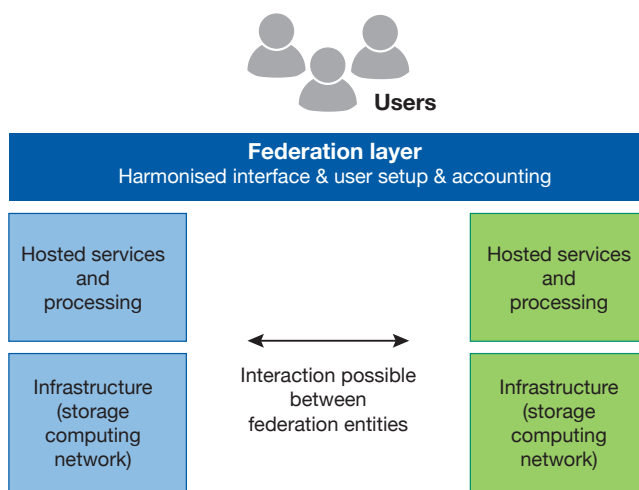 Users
Federation layer
Harmonised interface & user setup & accounting
Hosted services
and
processing
Hosted services
and
processing
Infrastructure
(storage
computing
network)
Interaction possible
between
federation entities
Infrastructure
(storage
computing
network)